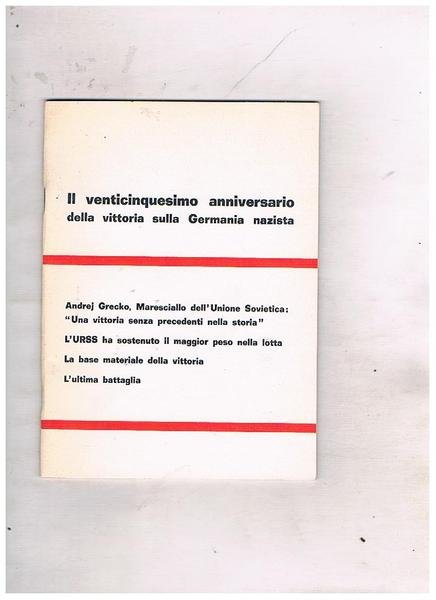 Il venticinquesimo anniversario
della vittoria sulla Germania nazista
Andrej Grecko, Maresciallo dell'Unione Sovietica:
"Una vittoria senza precedenti nella storia"
L'URSS ha sostenuto il maggior peso nella lotta
La base materiale della vittoria
L'ultima battaglia